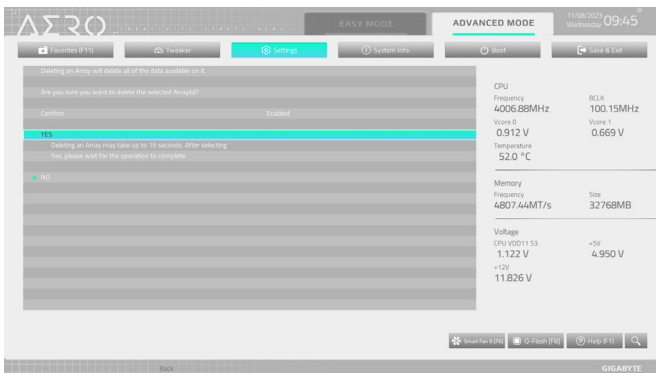 AERO
EASY MODE
ADVANCED MODE
11/08/2023
Wednesday
09:45
Favorites (F11)
Tweaker
Settings
System Info.
Boot
Save & Exit
Deleting an Array will delete all of the data available on it.
Are you sure you want to delete the selected Array(s)?
Confirm
Enabled
YES
Deleting an Array may take up to 15 seconds. After selecting
Yes, please wait for the operation to complete.
NO
CPU
Frequency
BCLK
4006.88MHz
100.15MHz
Vcore 0
Vcore 1
0.912 V
0.669 V
Temperature
52.0 °C
Memory
Frequency
Size
4807.44MT/s
32768MB
Voltage
CPU VDD11 S3
+5V
1.122 V
4.950 V
+12V
11.826 V
Smart Fan 6 [F6]
Q-Flash [F8]
Help (F1)
Back
GIGABYTE